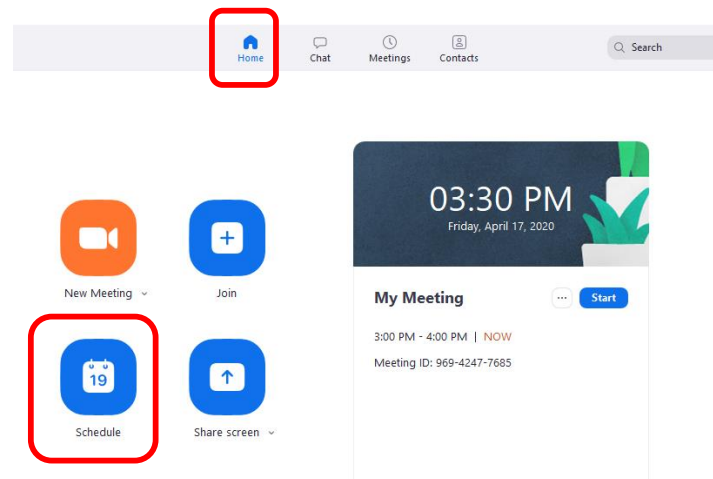 Home
Chat
Meetings
Contacts
Search
03:30 PM
Friday, April 17, 2020
New Meeting
Join
My Meeting
Start
3:00 PM - 4:00 PM | NOW
Meeting ID: 969-4247-7685
19
Schedule
Share screen